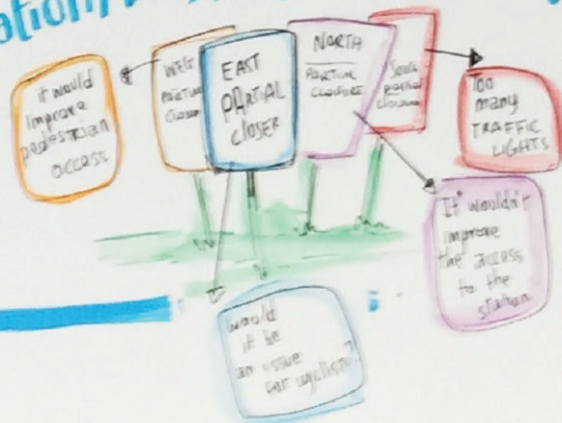 it would
improve
pedestrian
access
WEST
PARTIAL
Closer
EAST
PARTIAL
CLOSER
NORTH
PARTIAL
CLOSURE
South
partial
closure
Too
many
TRAFFIC
LIGHTS
It wouldn't
improve
the access
to the
station
would
it be
an issue
for cyclists?